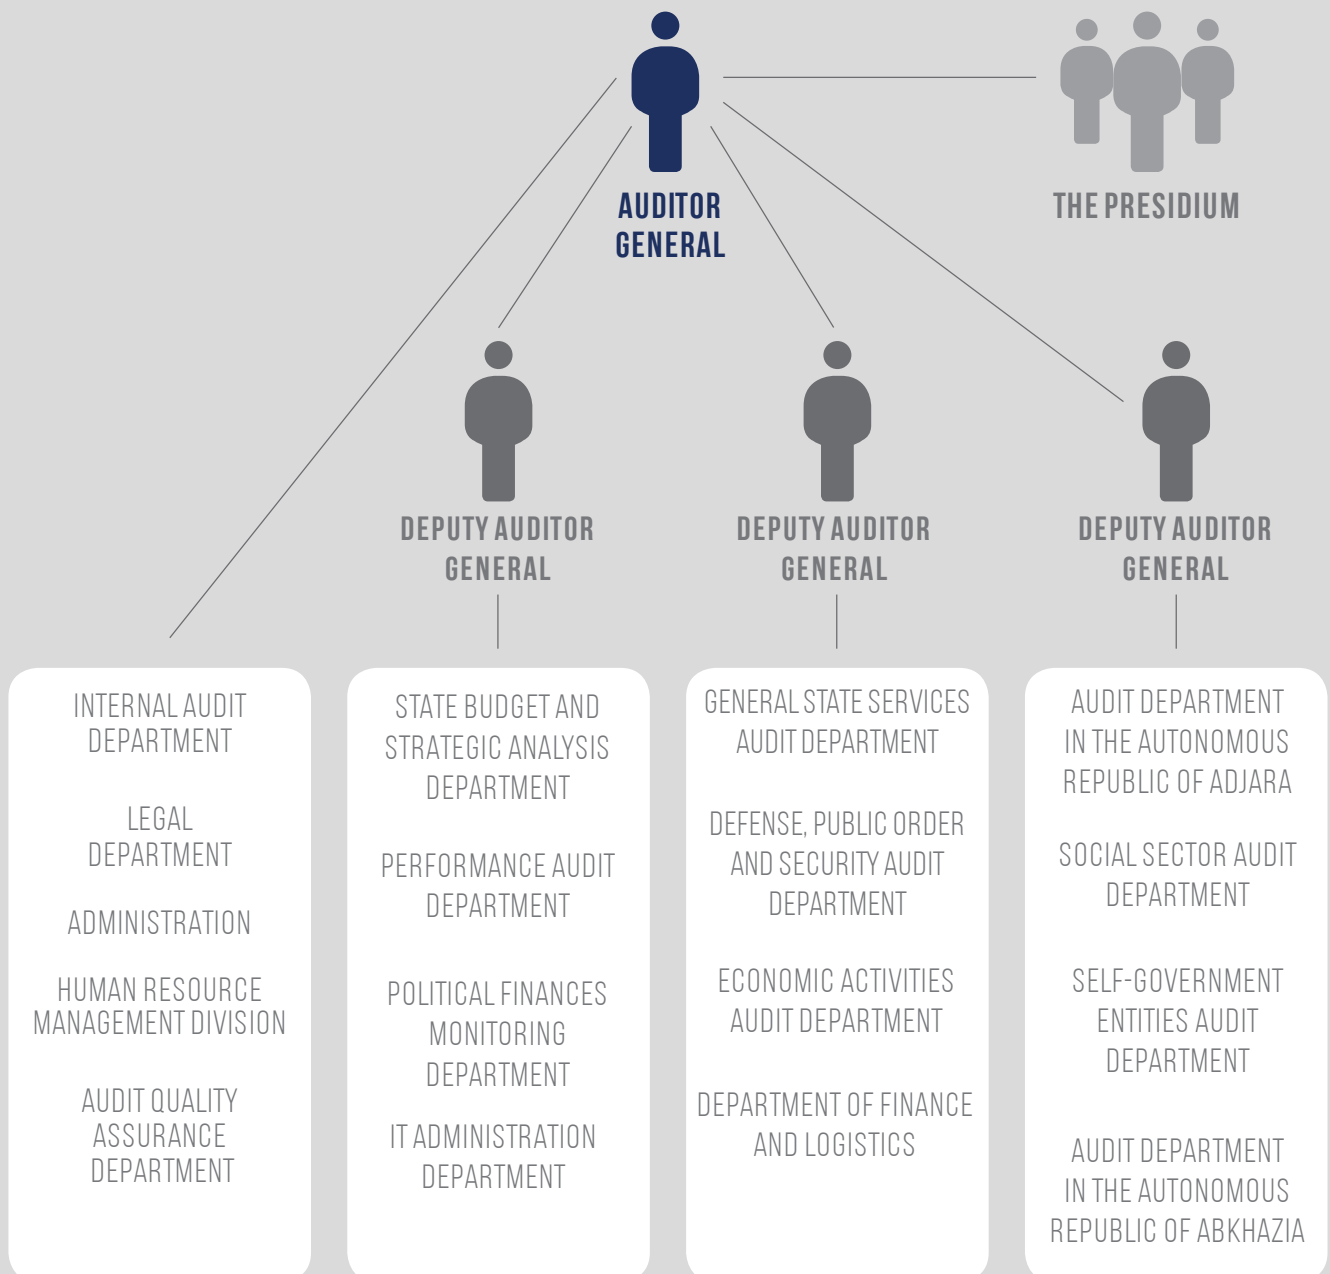 AUDITOR
GENERAL
THE PRESIDIUM
DEPUTY AUDITOR
GENERAL
DEPUTY AUDITOR
GENERAL
DEPUTY AUDITOR
GENERAL
INTERNAL AUDIT
DEPARTMENT
LEGAL
DEPARTMENT
ADMINISTRATION
HUMAN RESOURCE
MANAGEMENT DIVISION
AUDIT QUALITY
ASSURANCE
DEPARTMENT
STATE BUDGET AND
STRATEGIC ANALYSIS
DEPARTMENT
PERFORMANCE AUDIT
DEPARTMENT
POLITICAL FINANCES
MONITORING
DEPARTMENT
IT ADMINISTRATION
DEPARTMENT
GENERAL STATE SERVICES
AUDIT DEPARTMENT
DEFENSE, PUBLIC ORDER
AND SECURITY AUDIT
DEPARTMENT
ECONOMIC ACTIVITIES
AUDIT DEPARTMENT
DEPARTMENT OF FINANCE
AND LOGISTICS
AUDIT DEPARTMENT
IN THE AUTONOMOUS
REPUBLIC OF ADJARA
SOCIAL SECTOR AUDIT
DEPARTMENT
SELF-GOVERNMENT
ENTITIES AUDIT
DEPARTMENT
AUDIT DEPARTMENT
IN THE AUTONOMOUS
REPUBLIC OF ABKHAZIA